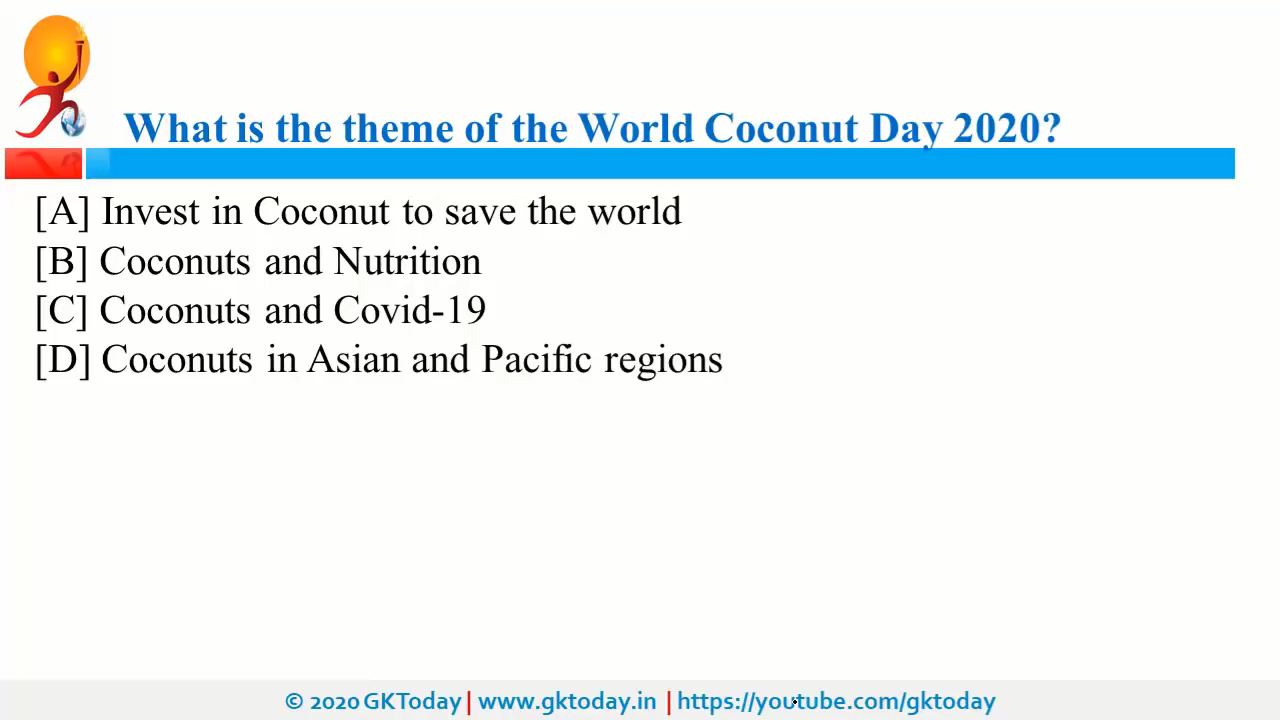 What is the theme of the World Coconut Day 2020?
[A] Invest in Coconut to save the world
[B] Coconuts and Nutrition
[C] Coconuts and Covid-19
[D] Coconuts in Asian and Pacific regions
© 2020 GKToday | www.gktoday.in | https://youtube.com/gktoday